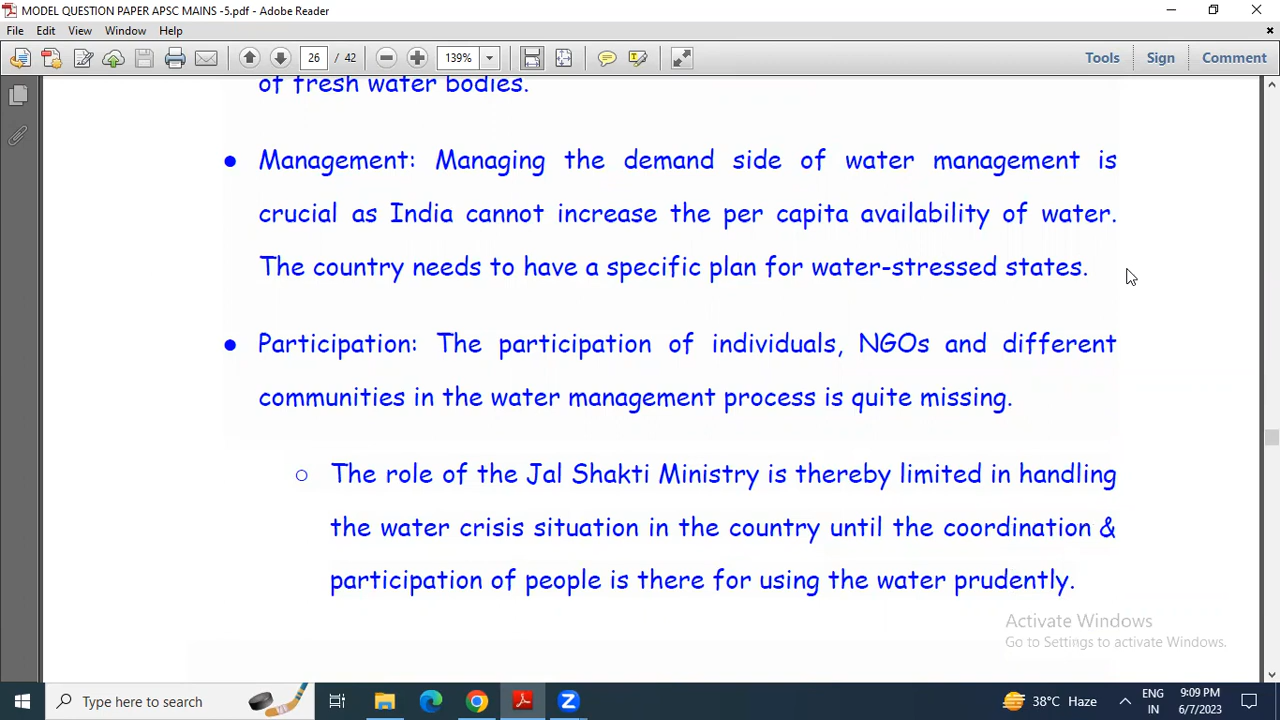 MODEL QUESTION PAPER APSC MAINS -5.pdf - Adobe Reader
File Edit View Window Help
26 / 42 139% Tools Sign Comment
of fresh water bodies.
● Management: Managing the demand side of water management is
crucial as India cannot increase the per capita availability of water.
The country needs to have a specific plan for water-stressed states.
● Participation: The participation of individuals, NGOs and different
communities in the water management process is quite missing.
○ The role of the Jal Shakti Ministry is thereby limited in handling
the water crisis situation in the country until the coordination &
participation of people is there for using the water prudently.
Activate Windows
Go to Settings to activate Windows.
Type here to search
38°C Haze
ENG
IN
9:09 PM
6/7/2023